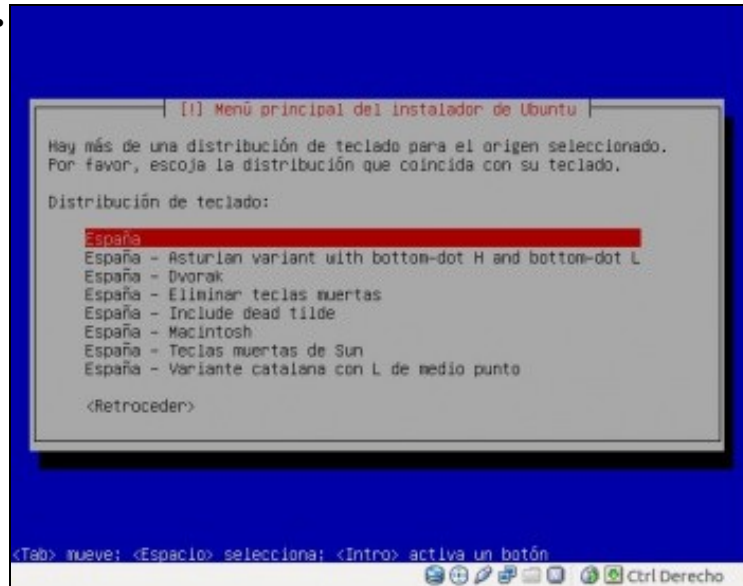 [!] Menú principal del instalador de Ubuntu
Hay más de una distribución de teclado para el origen seleccionado.
Por favor, escoja la distribución que coincida con su teclado.
Distribución de teclado:
España
España - Asturian variant with bottom-dot H and bottom-dot L
España - Dvorak
España - Eliminar teclas muertas
España - Include dead tilde
España - Macintosh
España - Teclas muertas de Sun
España - Variante catalana con L de medio punto
<Retroceder>
<Tab> mueve; <Espacio> selecciona; <Intro> activa un botón
Ctrl Derecho